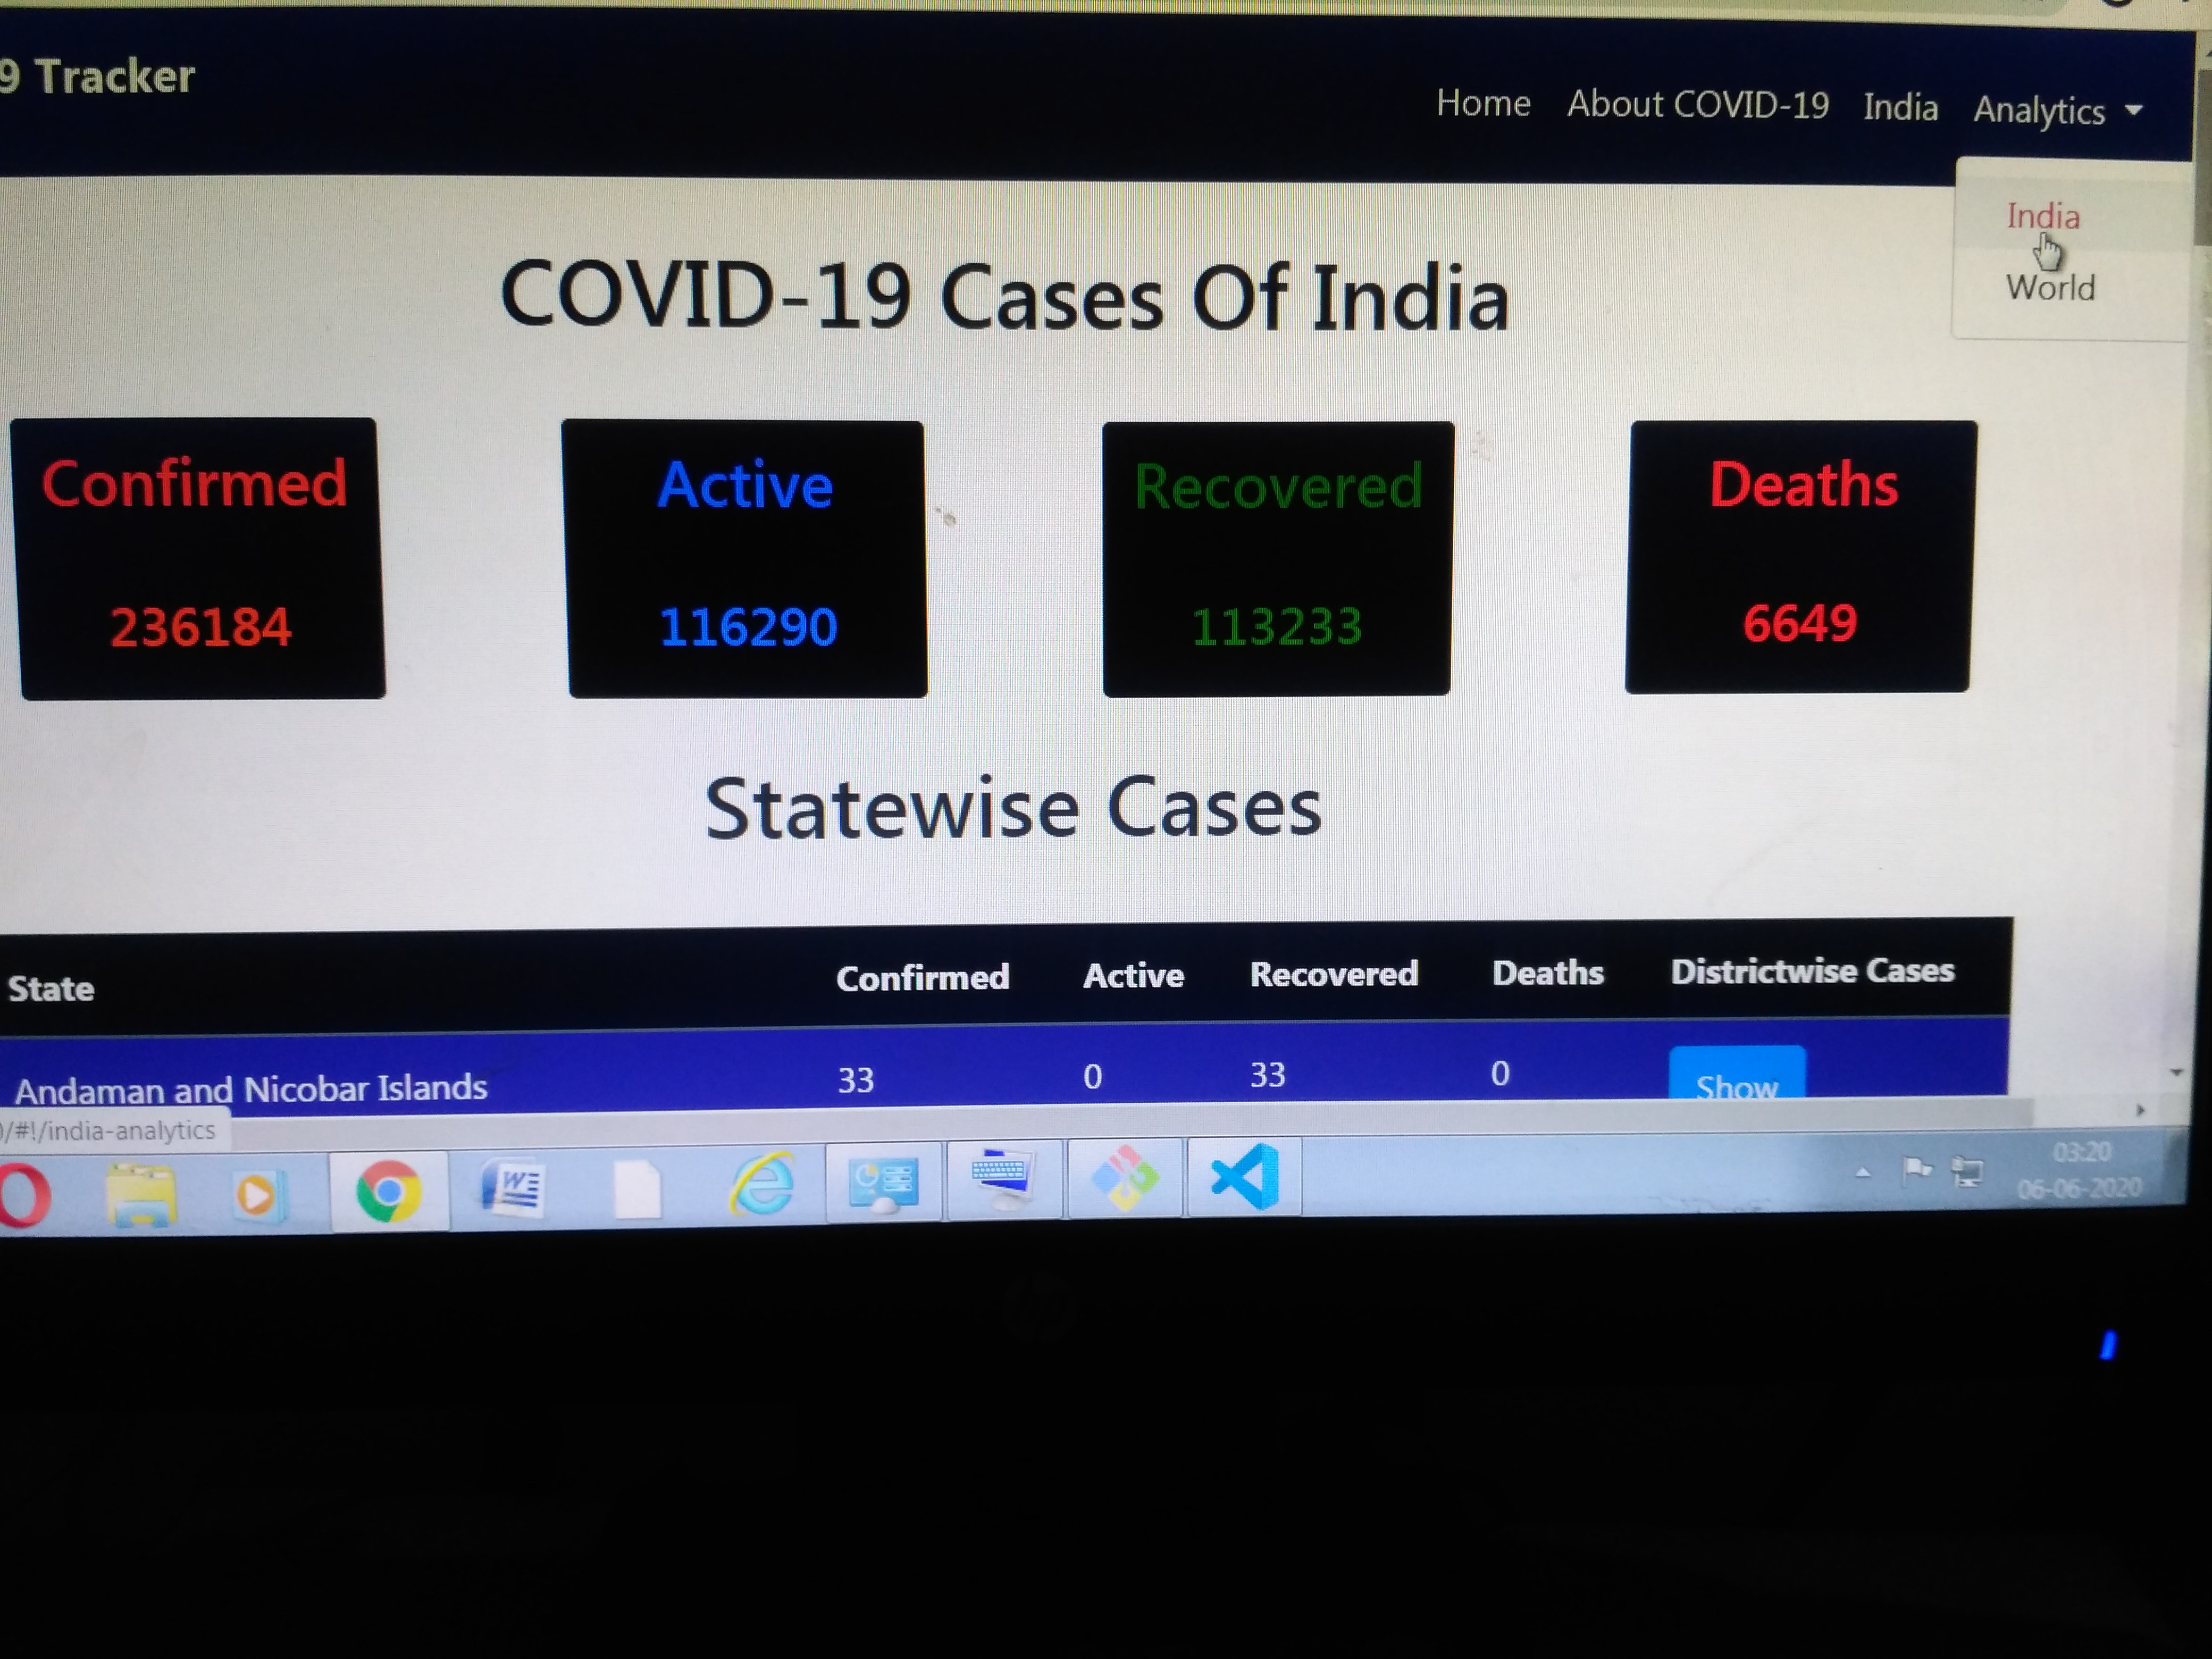 9 Tracker
Home About COVID-19 India Analytics
India
World
COVID-19 Cases Of India
Confirmed Active Recovered Deaths
236184 116290 113233 6649
Statewise Cases
State Confirmed Active Recovered Deaths Districtwise Cases
Andaman and Nicobar Islands 33 0 33 0 Show
)/#!/india-analytics
03:20
06-06-2020